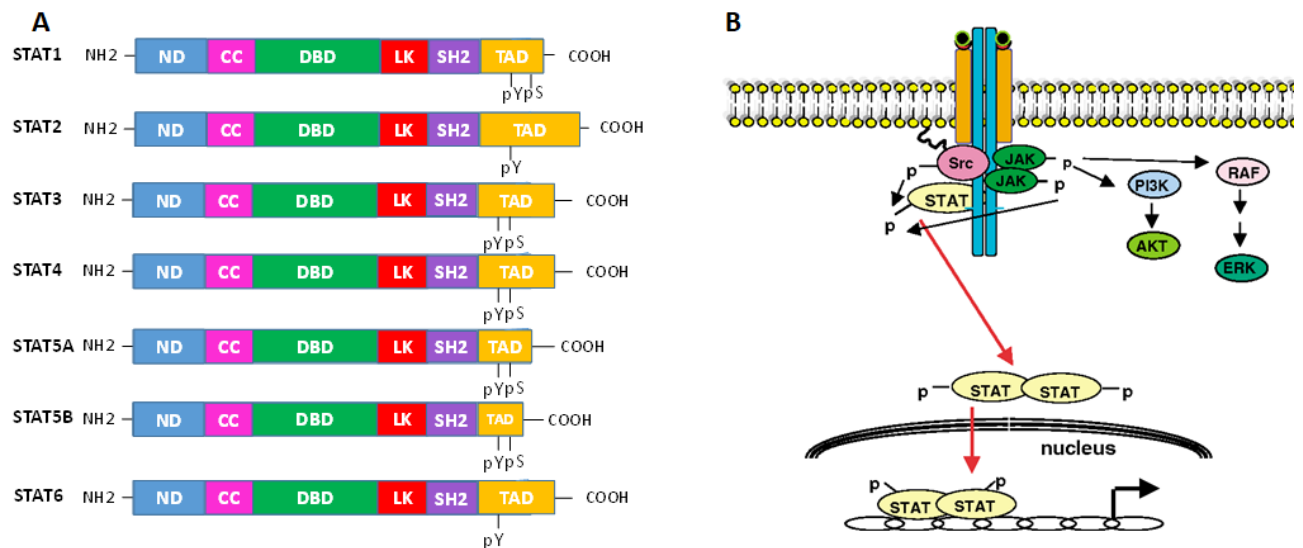 A
STAT1 NH2 ND CC DBD LK SH2 TAD COOH
pYpS
STAT2 NH2 ND CC DBD LK SH2 TAD COOH
pY
STAT3 NH2 ND CC DBD LK SH2 TAD COOH
pYpS
STAT4 NH2 ND CC DBD LK SH2 TAD COOH
pYpS
STAT5A NH2 ND CC DBD LK SH2 TAD COOH
pYpS
STAT5B NH2 ND CC DBD LK SH2 TAD COOH
pYpS
STAT6 NH2 ND CC DBD LK SH2 TAD COOH
pY
B
p Src JAK p
JAK p
STAT
p
PI3K RAF
AKT
ERK
p STAT STAT p
nucleus
p p
STAT STAT